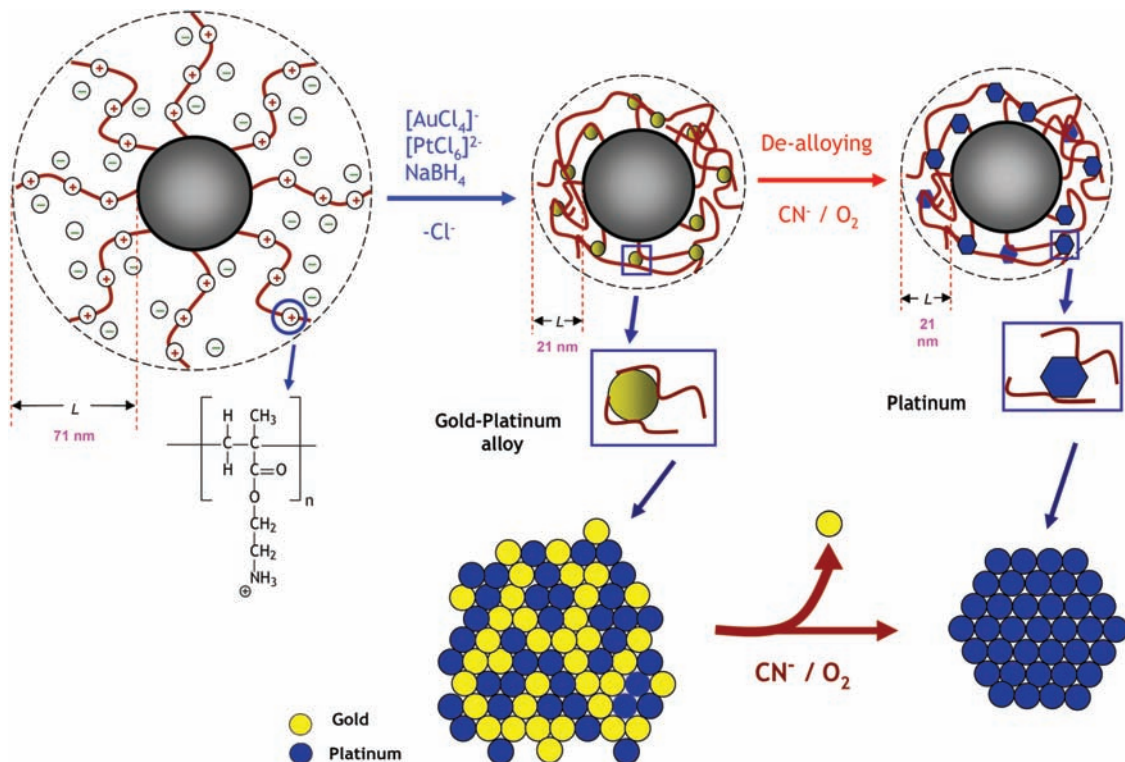 [AuCl4]-
[PtCl6]2-
NaBH4
-Cl-
De-alloying
CN- / O2
L
71 nm
L
21 nm
L
21
nm
Gold-Platinum
alloy
Platinum
H
CH3
C
C
H
C=O
n
O
CH2
CH2
NH3
⊕
CN- / O2
Gold
Platinum